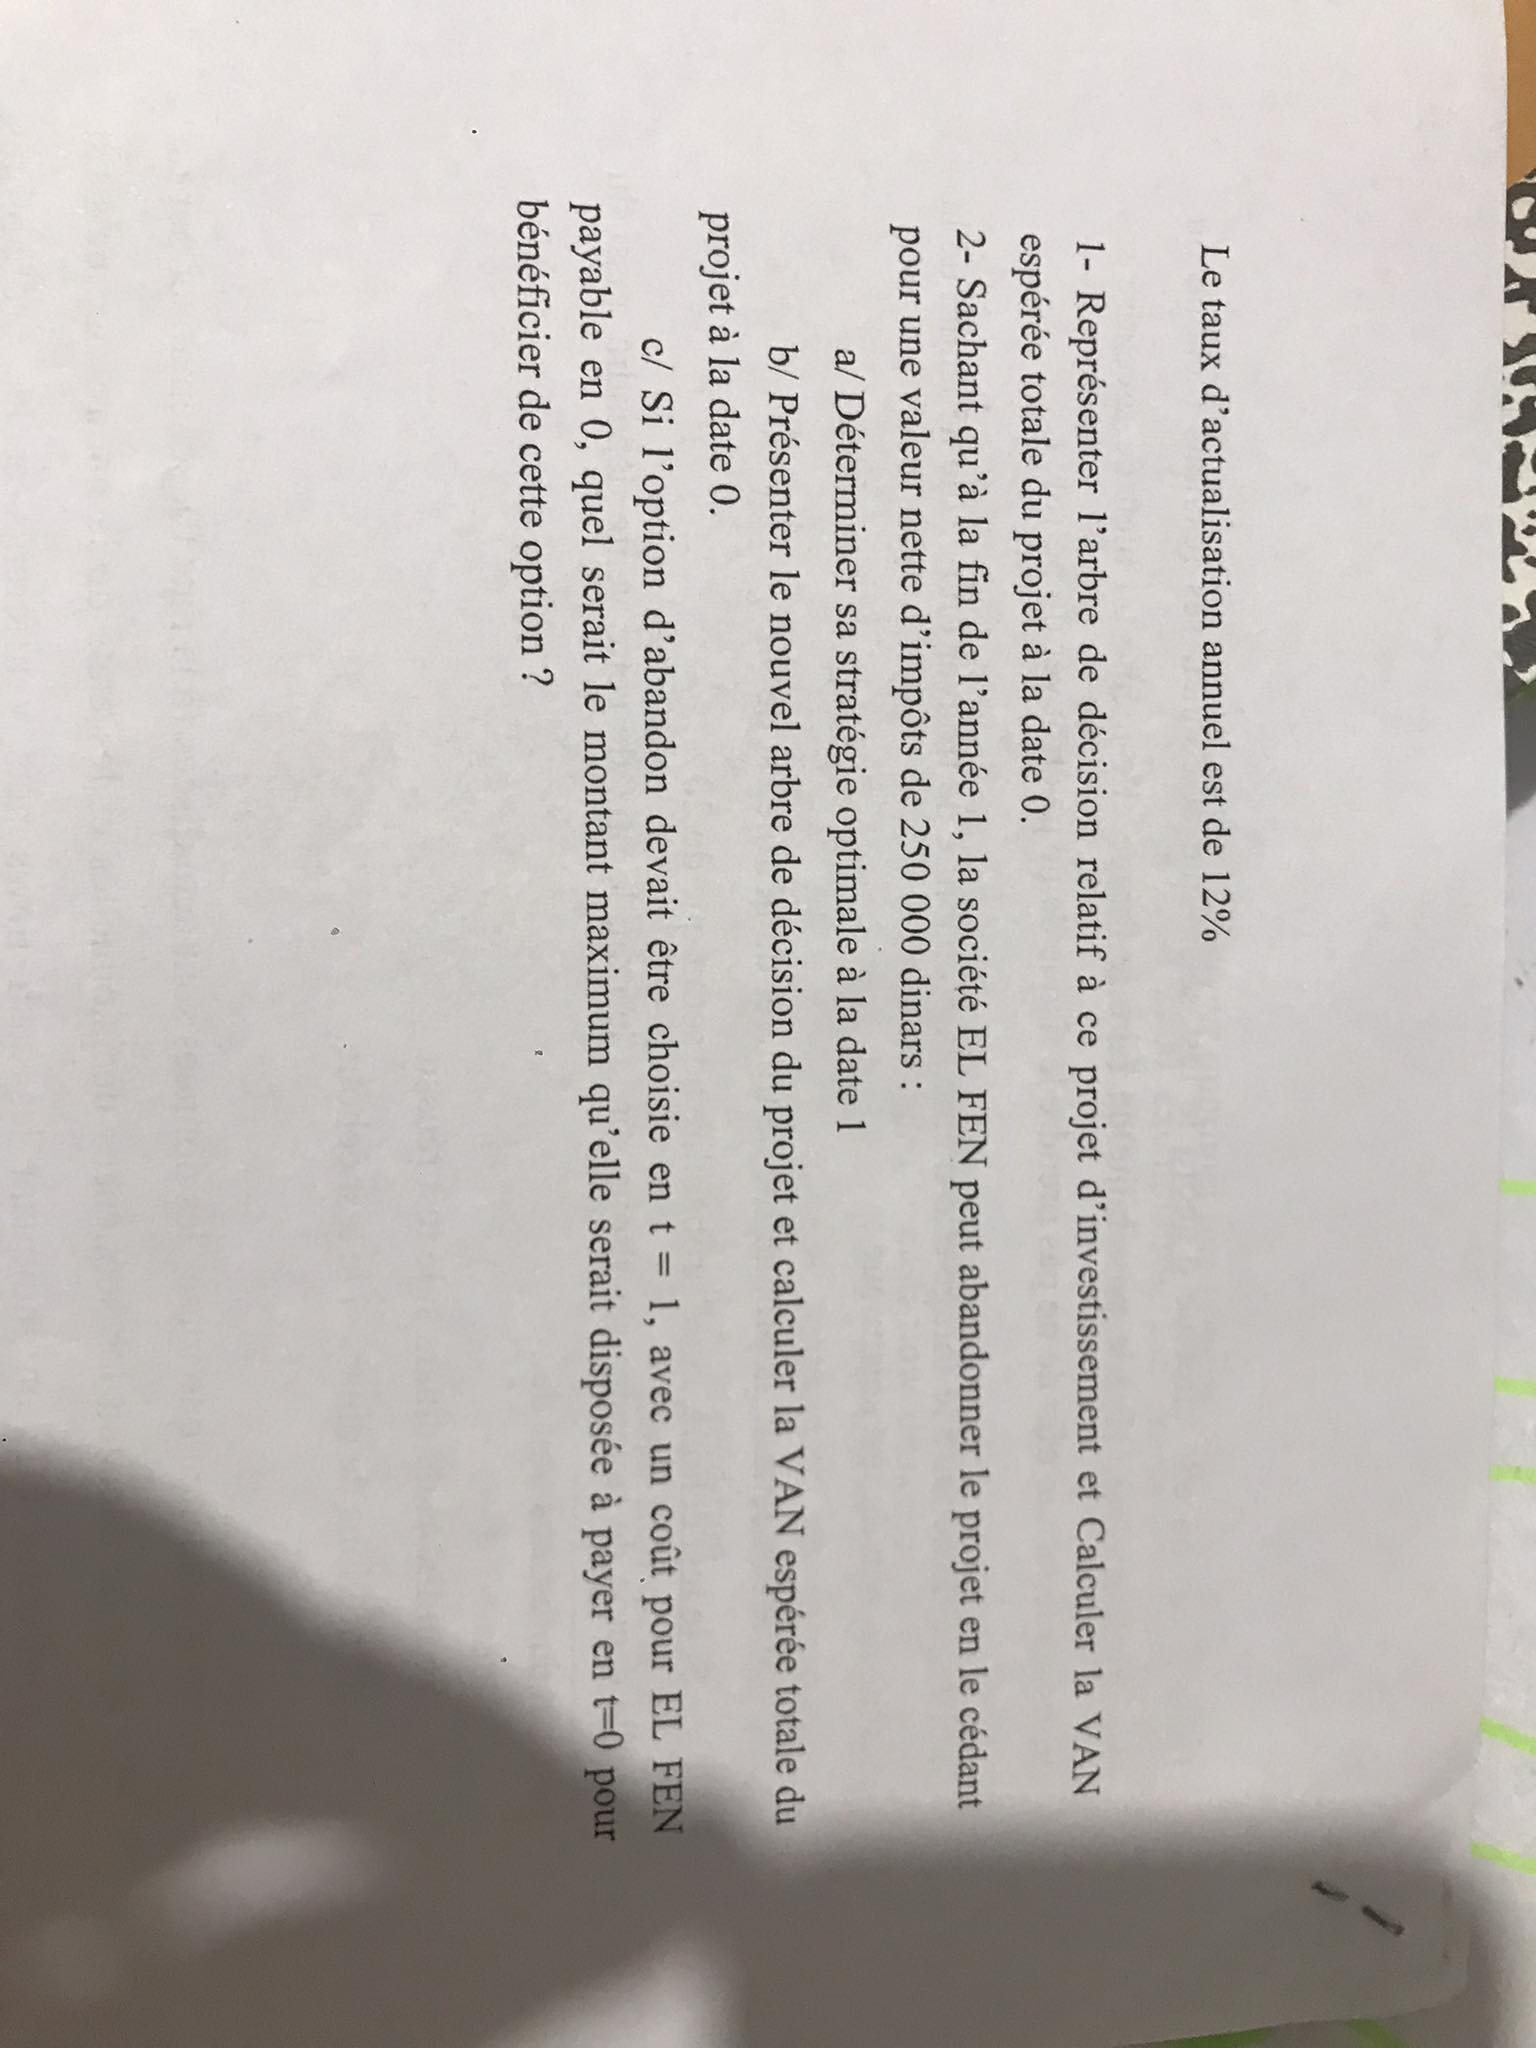 Le taux d'actualisation annuel est de 12%
1- Représenter l'arbre de décision relatif à ce projet d'investissement et Calculer la VAN
espérée totale du projet à la date 0.
2- Sachant qu'à la fin de l'année 1, la société EL FEN peut abandonner le projet en le cédant
pour une valeur nette d'impôts de 250 000 dinars :
a/ Déterminer sa stratégie optimale à la date 1
b/ Présenter le nouvel arbre de décision du projet et calculer la VAN espérée totale du
projet à la date 0.
c/ Si l'option d'abandon devait être choisie en t = 1, avec un coût pour EL FEN
payable en 0, quel serait le montant maximum qu'elle serait disposée à payer en t=0 pour
bénéficier de cette option ?